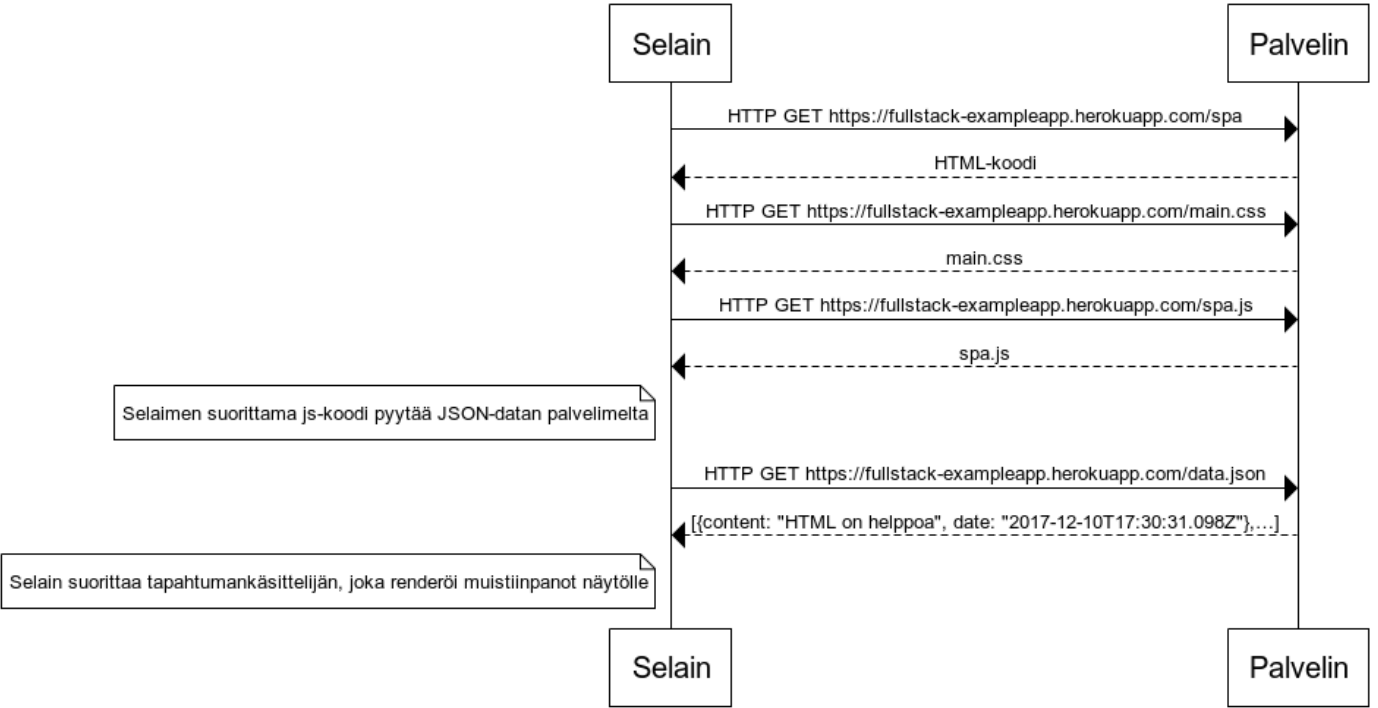 Selain
Palvelin
HTTP GET https://fullstack-exampleapp.herokuapp.com/spa
HTML-koodi
HTTP GET https://fullstack-exampleapp.herokuapp.com/main.css
main.css
HTTP GET https://fullstack-exampleapp.herokuapp.com/spa.js
spa.js
Selaimen suorittama js-koodi pyytää JSON-datan palvelimelta
HTTP GET https://fullstack-exampleapp.herokuapp.com/data.json
[{content: "HTML on helppoa", date: "2017-12-10T17:30:31.098Z"},...]
Selain suorittaa tapahtumankäsittelijän, joka renderöi muistiinpanot näytölle
Selain
Palvelin